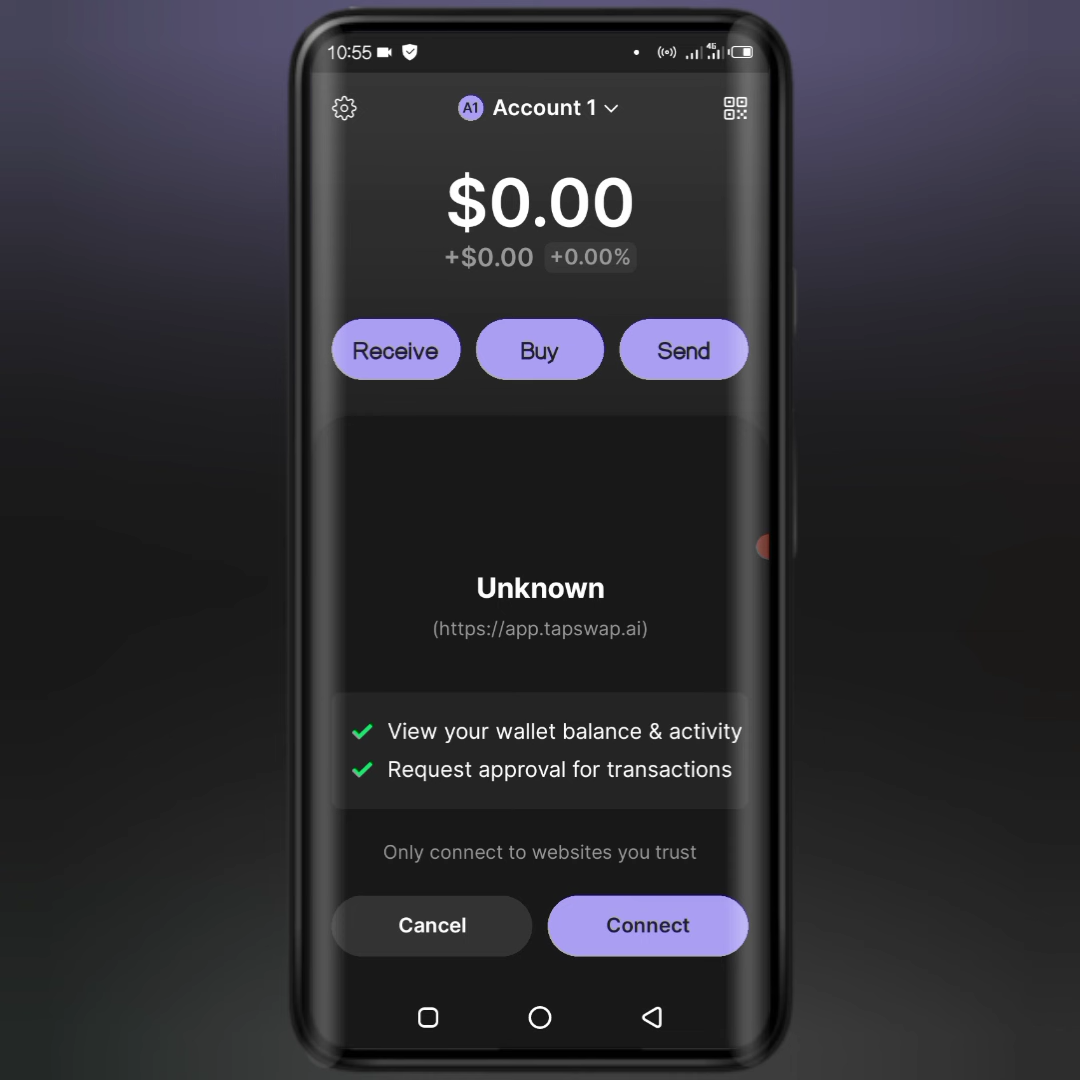 10:55
4G
A1 Account 1
$0.00
+$0.00 +0.00%
Receive Buy Send
Unknown
(https://app.tapswap.ai)
View your wallet balance & activity
Request approval for transactions
Only connect to websites you trust
Cancel Connect